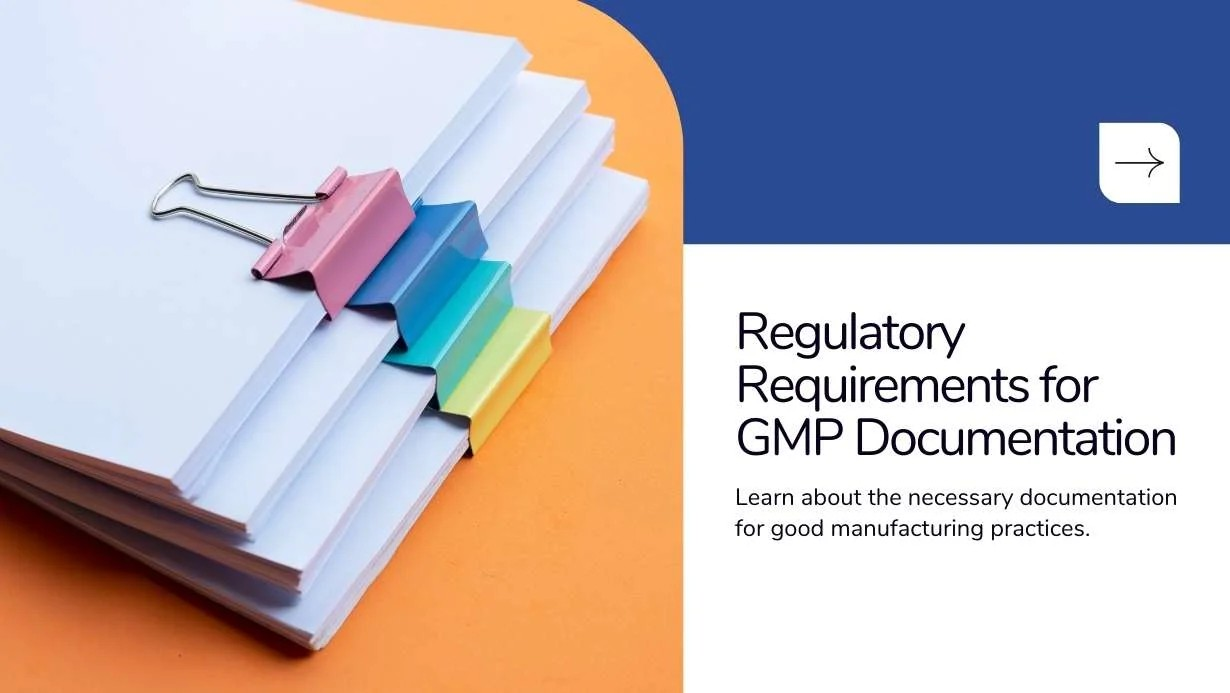 Regulatory
Requirements for
GMP Documentation
Learn about the necessary documentation
for good manufacturing practices.